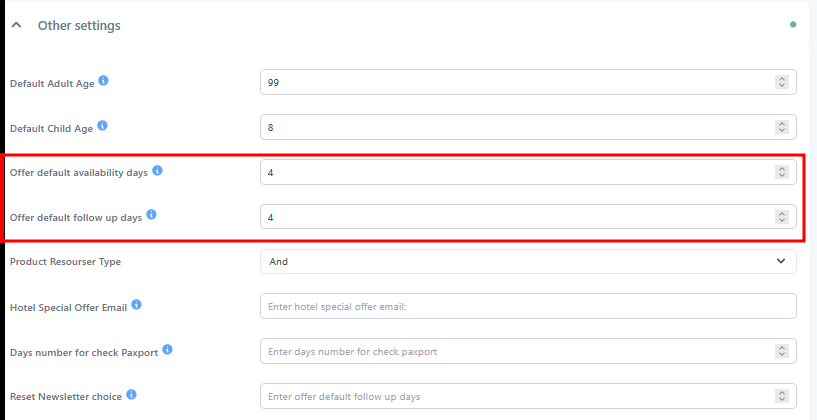 Other settings
Default Adult Age
99
Default Child Age
8
Offer default availability days
4
Offer default follow up days
4
Product Resourser Type
And
Hotel Special Offer Email
Enter hotel special offer email:
Days number for check Paxport
Enter days number for check paxport
Reset Newsletter choice
Enter offer default follow up days